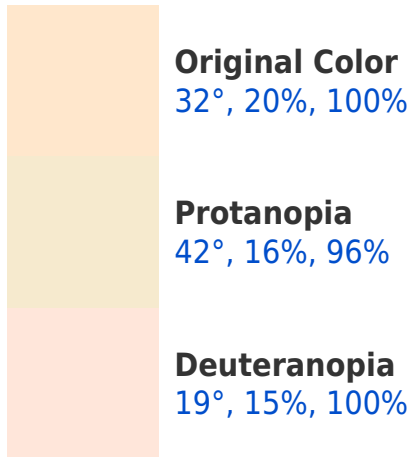 Original Color
32°, 20%, 100%
Protanopia
42°, 16%, 96%
Deuteranopia
19°, 15%, 100%